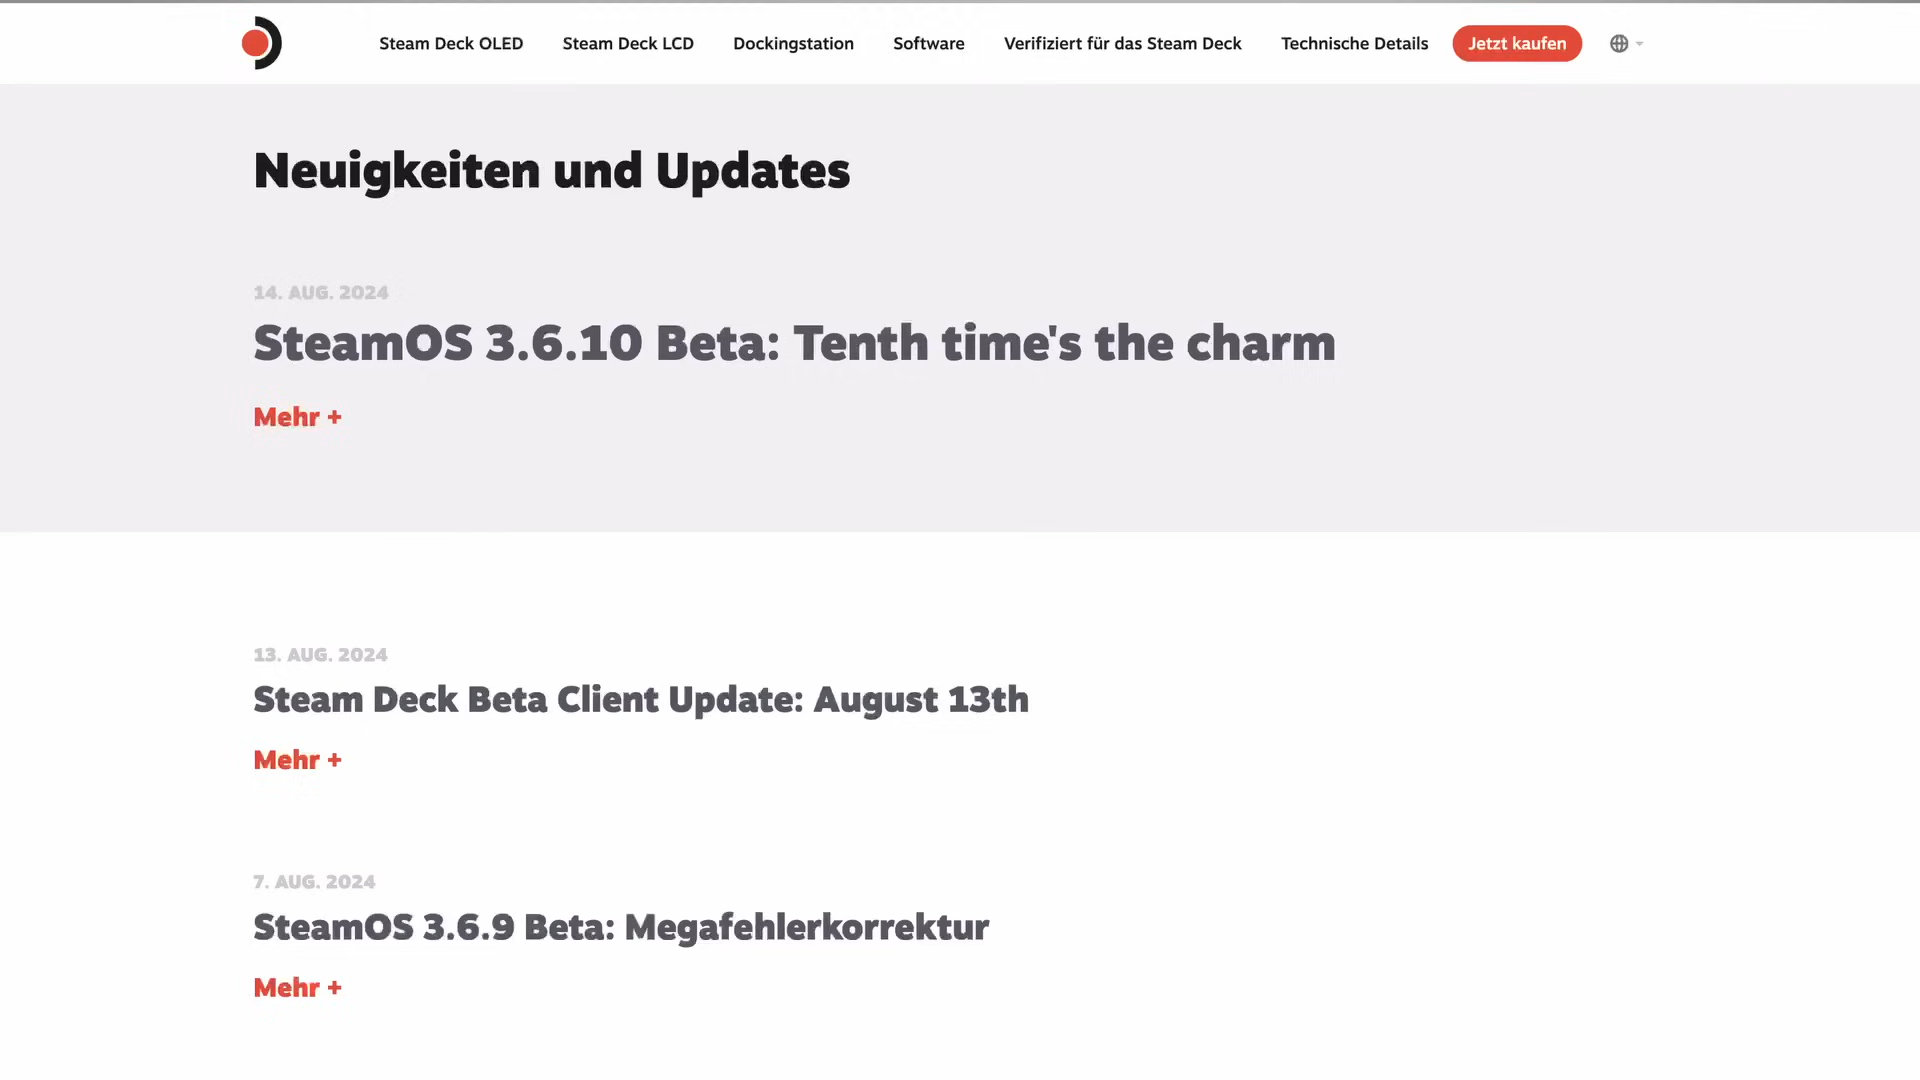 Steam Deck OLED Steam Deck LCD Dockingstation Software Verifiziert für das Steam Deck Technische Details Jetzt kaufen
Neuigkeiten und Updates
14. AUG. 2024
SteamOS 3.6.10 Beta: Tenth time's the charm
Mehr +
13. AUG. 2024
Steam Deck Beta Client Update: August 13th
Mehr +
7. AUG. 2024
SteamOS 3.6.9 Beta: Megafehlerkorrektur
Mehr +